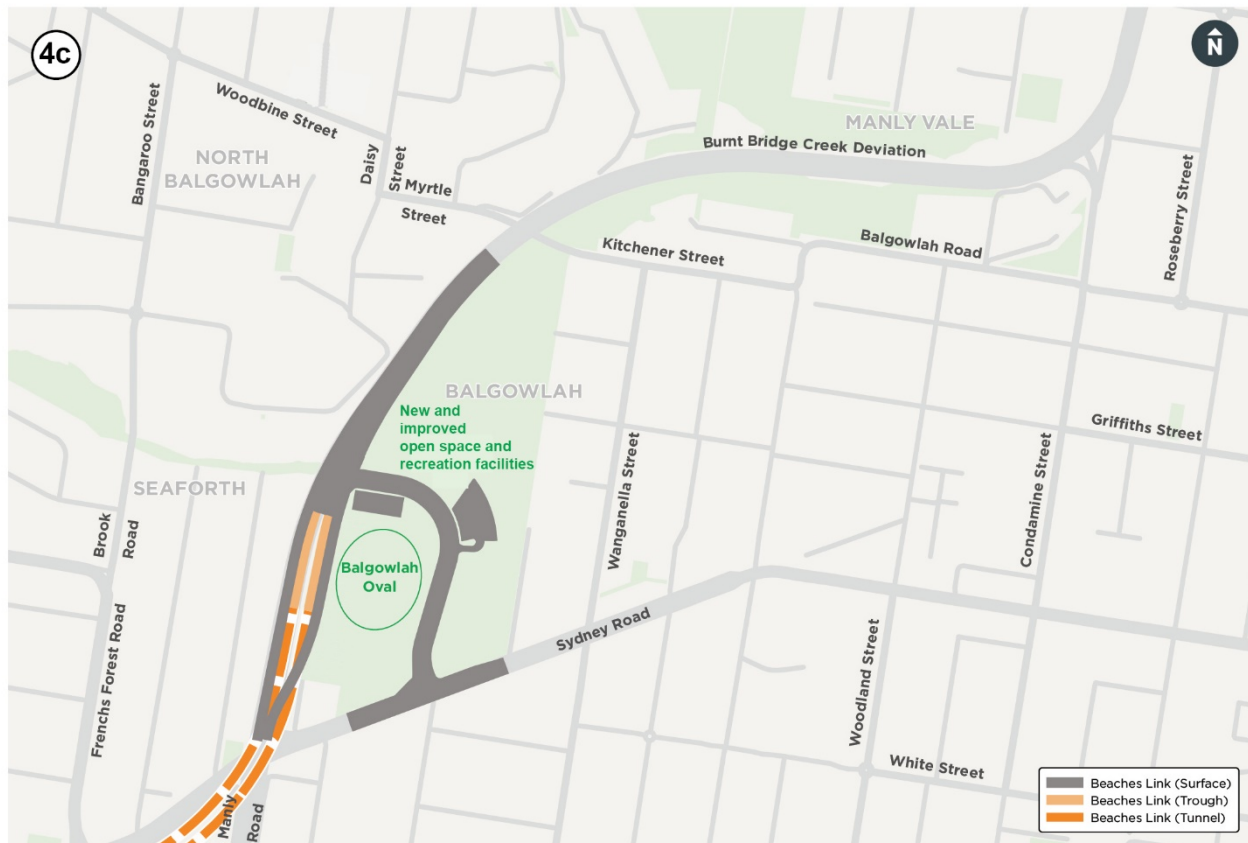 4c
N
Woodbine Street
Bangaroo Street
NORTH
BALGOWLAH
Daisy
Street
Myrtle
Street
MANLY VALE
Burnt Bridge Creek Deviation
Roseberry Street
Kitchener Street
Balgowlah Road
BALGOWLAH
New and
improved
open space and
recreation facilities
Griffiths Street
SEAFORTH
Wanganella Street
Condamine Street
Brook
Road
Balgowlah
Oval
Sydney Road
Frenchs Forest Road
Woodland Street
White Street
Manly
Road
Beaches Link (Surface)
Beaches Link (Trough)
Beaches Link (Tunnel)